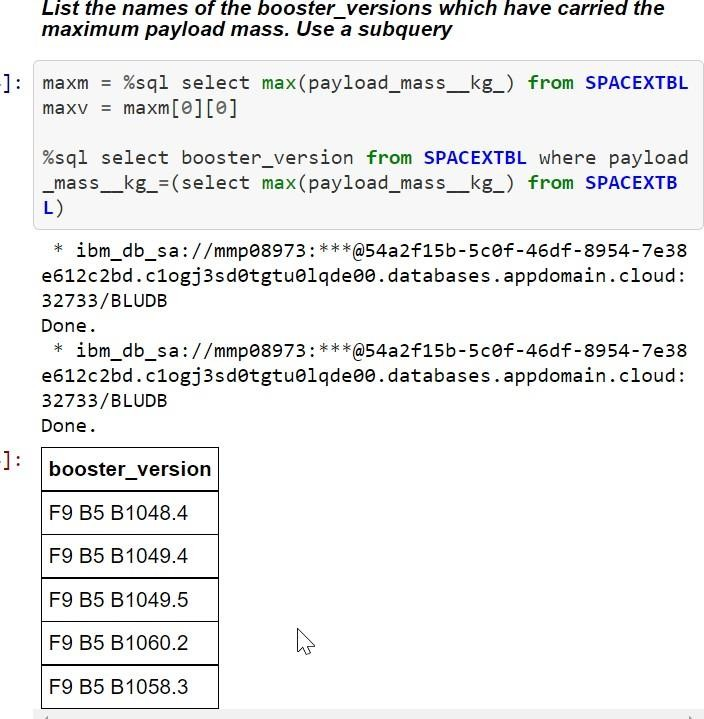 List the names of the booster_versions which have carried the
maximum payload mass. Use a subquery
]: maxm = %sql select max(payload_mass__kg_) from SPACEXTBL
maxv = maxm[0][0]
%sql select booster_version from SPACEXTBL where payload
_mass__kg_=(select max(payload_mass__kg_) from SPACEXTB
L)
* ibm_db_sa://mmp08973:***@54a2f15b-5c0f-46df-8954-7e38
e612c2bd.c1ogj3sd0tgtu0lqde00.databases.appdomain.cloud:
32733/BLUDB
Done.
* ibm_db_sa://mmp08973:***@54a2f15b-5c0f-46df-8954-7e38
e612c2bd.c1ogj3sd0tgtu0lqde00.databases.appdomain.cloud:
32733/BLUDB
Done.
]: booster_version
F9 B5 B1048.4
F9 B5 B1049.4
F9 B5 B1049.5
F9 B5 B1060.2
F9 B5 B1058.3